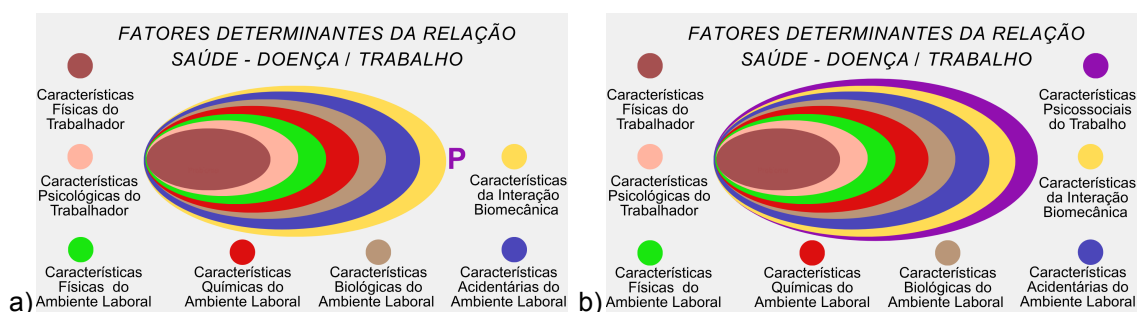 FATORES DETERMINANTES DA RELAÇÃO
SAÚDE - DOENÇA / TRABALHO
Características
Físicas do
Trabalhador
Características
Psicológicas do
Trabalhador
P
Características
da Interação
Biomecânica
Características
Físicas do
Ambiente Laboral
Características
Químicas do
Ambiente Laboral
Características
Biológicas do
Ambiente Laboral
Características
Acidentárias do
Ambiente Laboral
a)
FATORES DETERMINANTES DA RELAÇÃO
SAÚDE - DOENÇA / TRABALHO
Características
Físicas do
Trabalhador
Características
Psicossociais
do Trabalho
Características
Psicológicas do
Trabalhador
Características
da Interação
Biomecânica
Características
Físicas do
Ambiente Laboral
Características
Químicas do
Ambiente Laboral
Características
Biológicas do
Ambiente Laboral
Características
Acidentárias do
Ambiente Laboral
b)